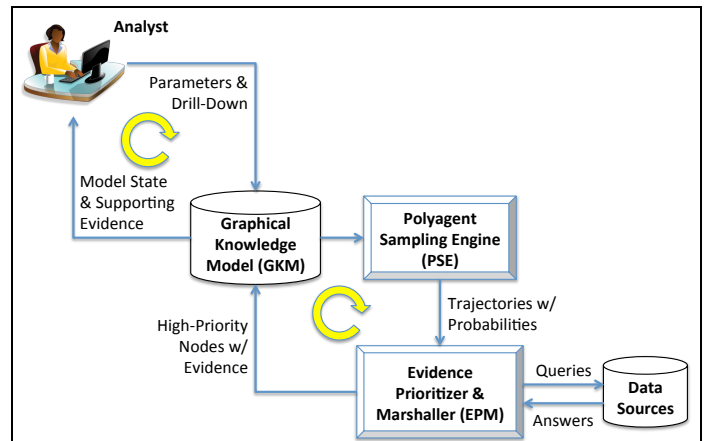 Analyst
Parameters &
Drill-Down
Model State
& Supporting
Evidence
Graphical
Knowledge
Model (GKM)
Polyagent
Sampling Engine
(PSE)
High-Priority
Nodes w/
Evidence
Trajectories w/
Probabilities
Evidence
Prioritizer &
Marshaller (EPM)
Queries
Answers
Data
Sources